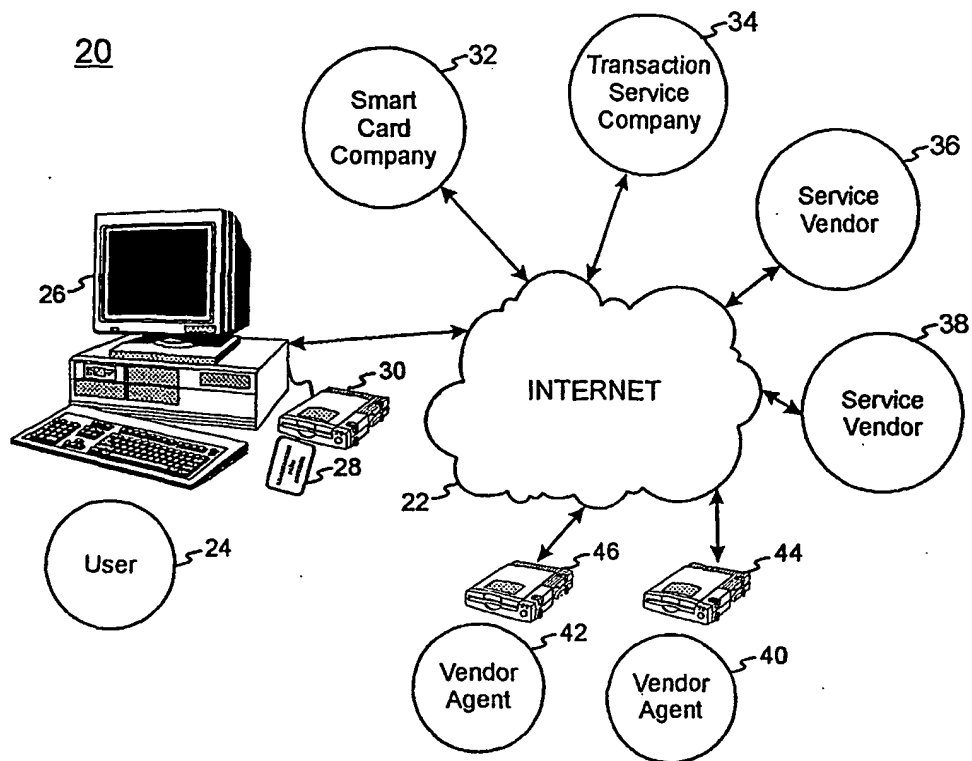 20
32
Smart
Card
Company
34
Transaction
Service
Company
36
Service
Vendor
26
38
Service
Vendor
30
INTERNET
28
22
User
24
46
44
42
Vendor
Agent
40
Vendor
Agent